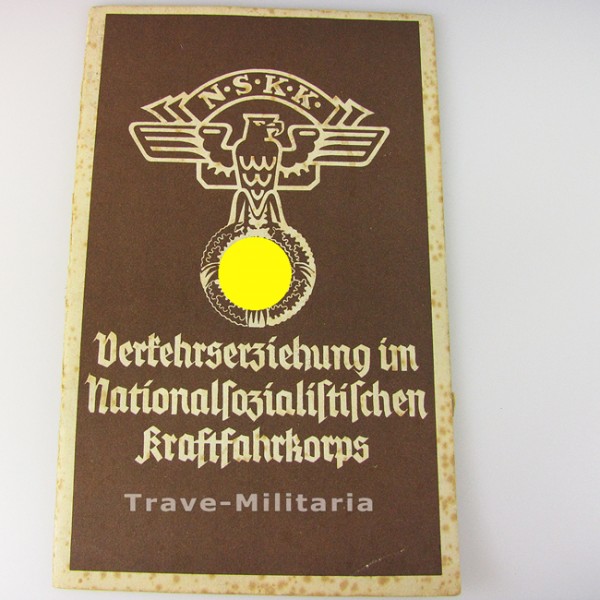 N·S·K·K·
Verkehrserziehung im
Nationalsozialistischen
Kraftfahrkorps
Trave-Militaria